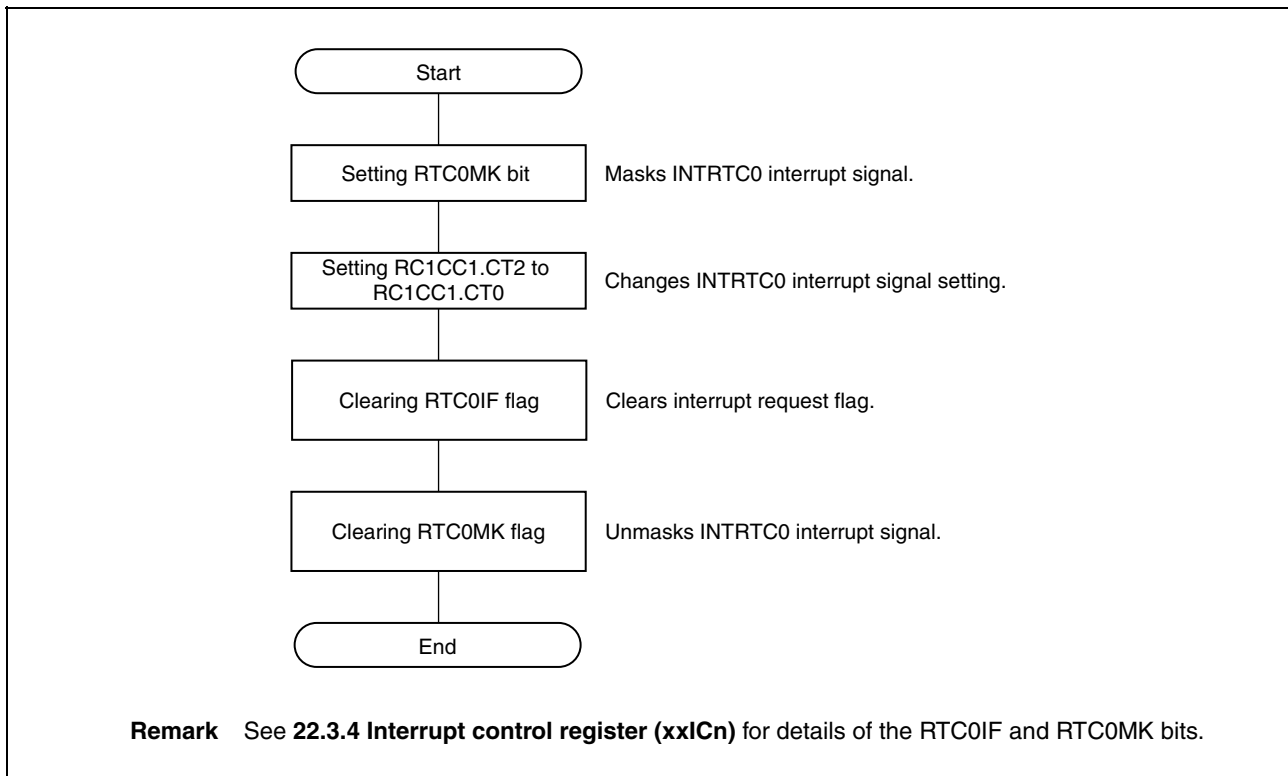 Start
Setting RTC0MK bit
Masks INTRTC0 interrupt signal.
Setting RC1CC1.CT2 to
RC1CC1.CT0
Changes INTRTC0 interrupt signal setting.
Clearing RTC0IF flag
Clears interrupt request flag.
Clearing RTC0MK flag
Unmasks INTRTC0 interrupt signal.
End
Remark See 22.3.4 Interrupt control register (xxICn) for details of the RTC0IF and RTC0MK bits.